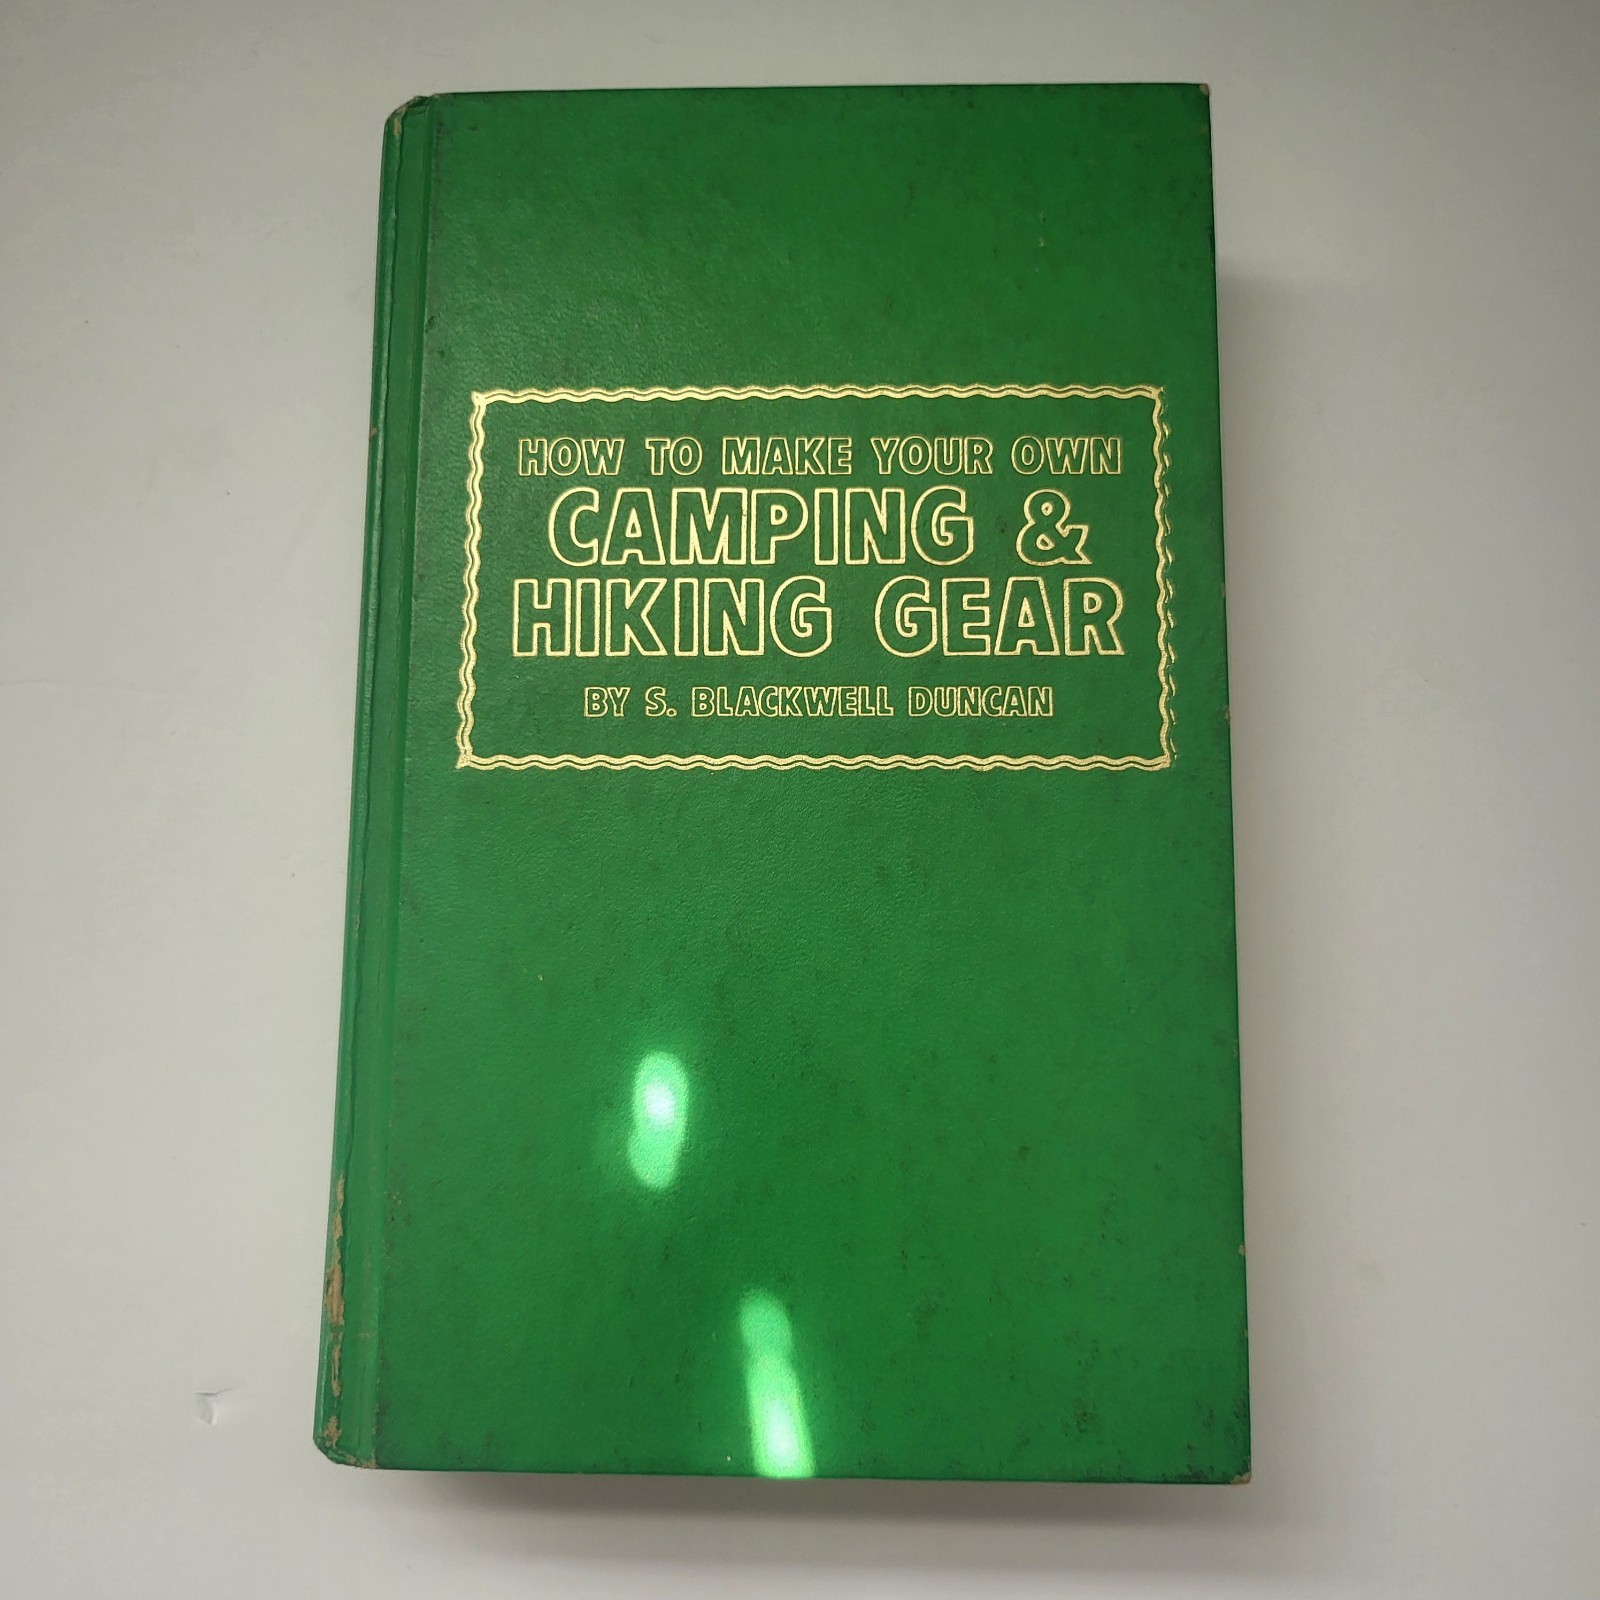 HOW TO MAKE YOUR OWN
CAMPING &
HIKING GEAR
BY S. BLACKWELL DUNCAN